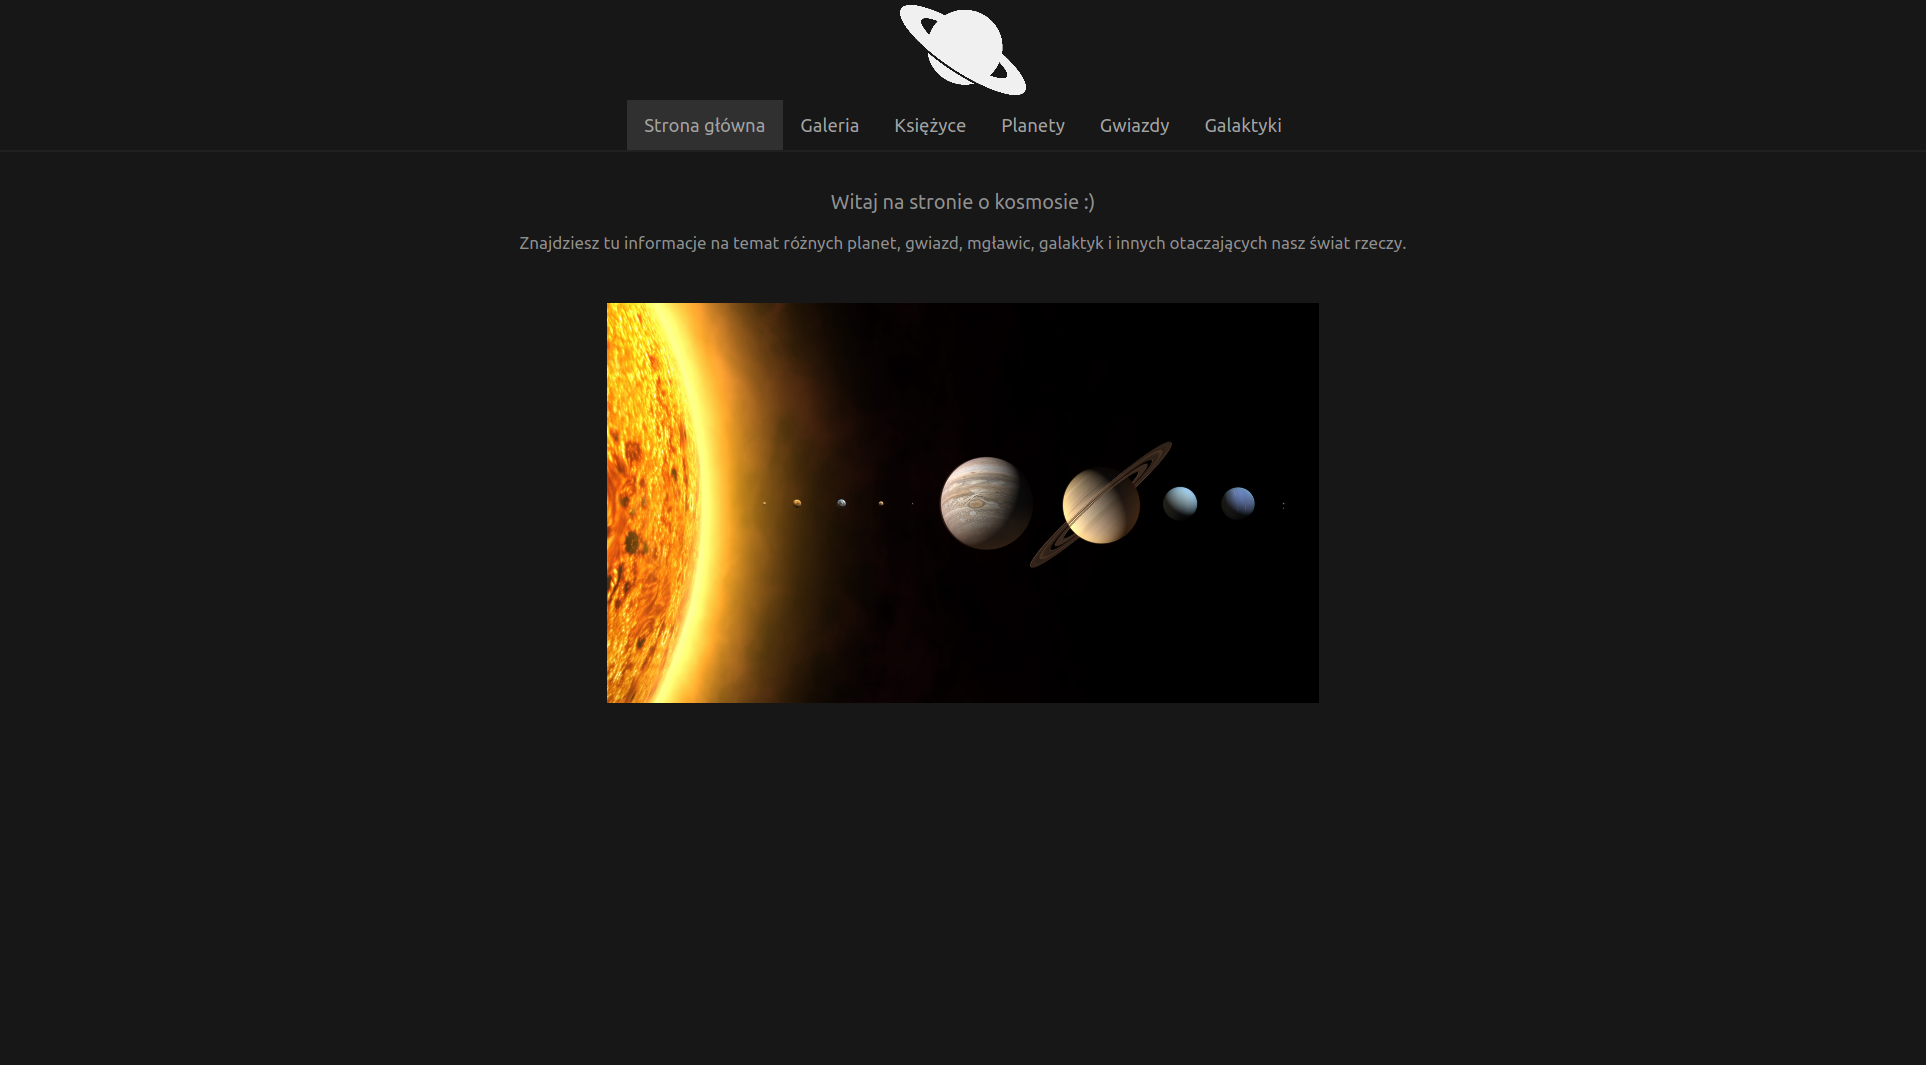 Strona główna Galeria Księżyce Planety Gwiazdy Galaktyki
Witaj na stronie o kosmosie :)
Znajdziesz tu informacje na temat różnych planet, gwiazd, mgławic, galaktyk i innych otaczających nasz świat rzeczy.